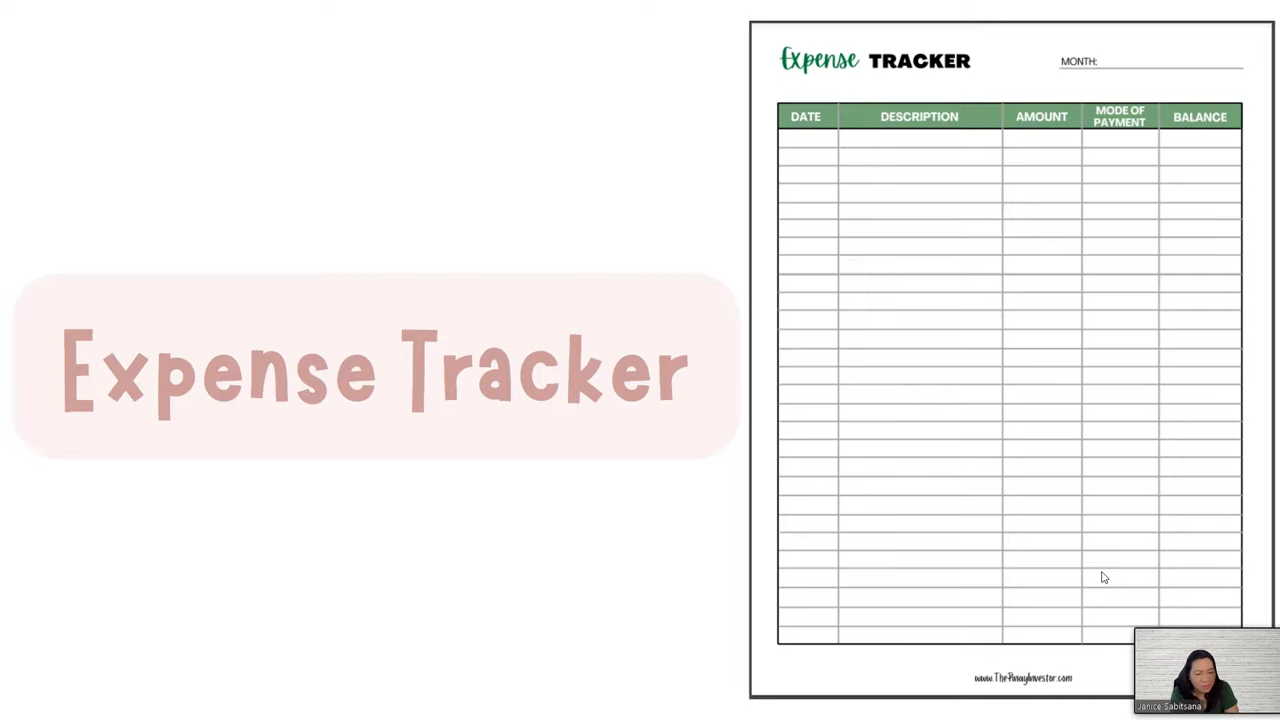 Expense Tracker
Expense TRACKER
MONTH:
DATE
DESCRIPTION
AMOUNT
MODE OF
PAYMENT
BALANCE
www.ThePinayInvestor.com
Janice Sabitsana